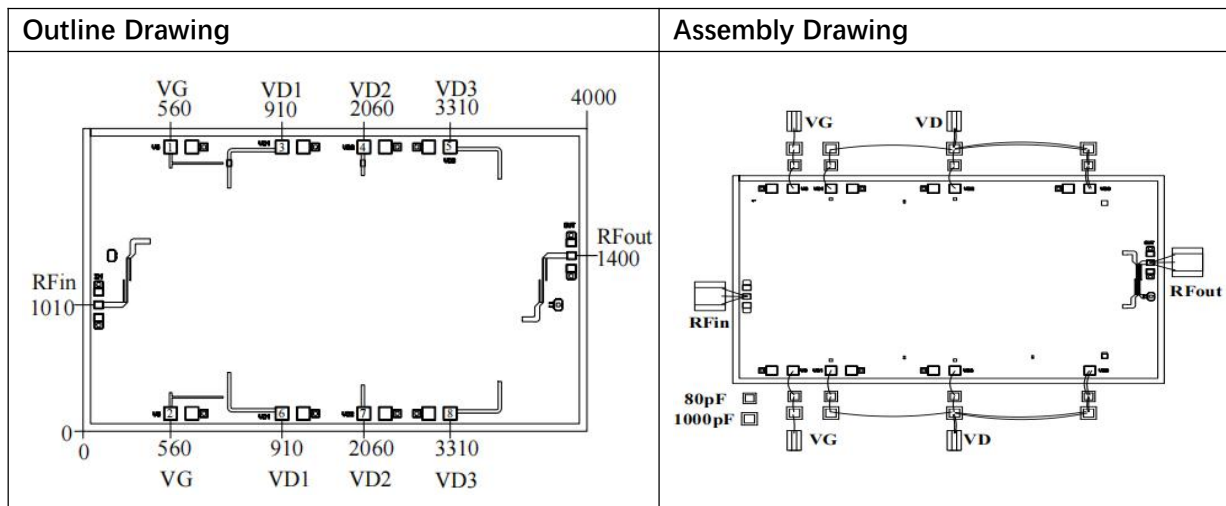 Outline Drawing
Assembly Drawing
VG VD1 VD2 VD3
560 910 2060 3310 4000
1 3 4 5
RFin
1010
RFout
1400
OUT
2 6 7 8
0
0 560 910 2060 3310
VG VD1 VD2 VD3
VG VD
RFin
RFout
80pF
1000pF
VG VD